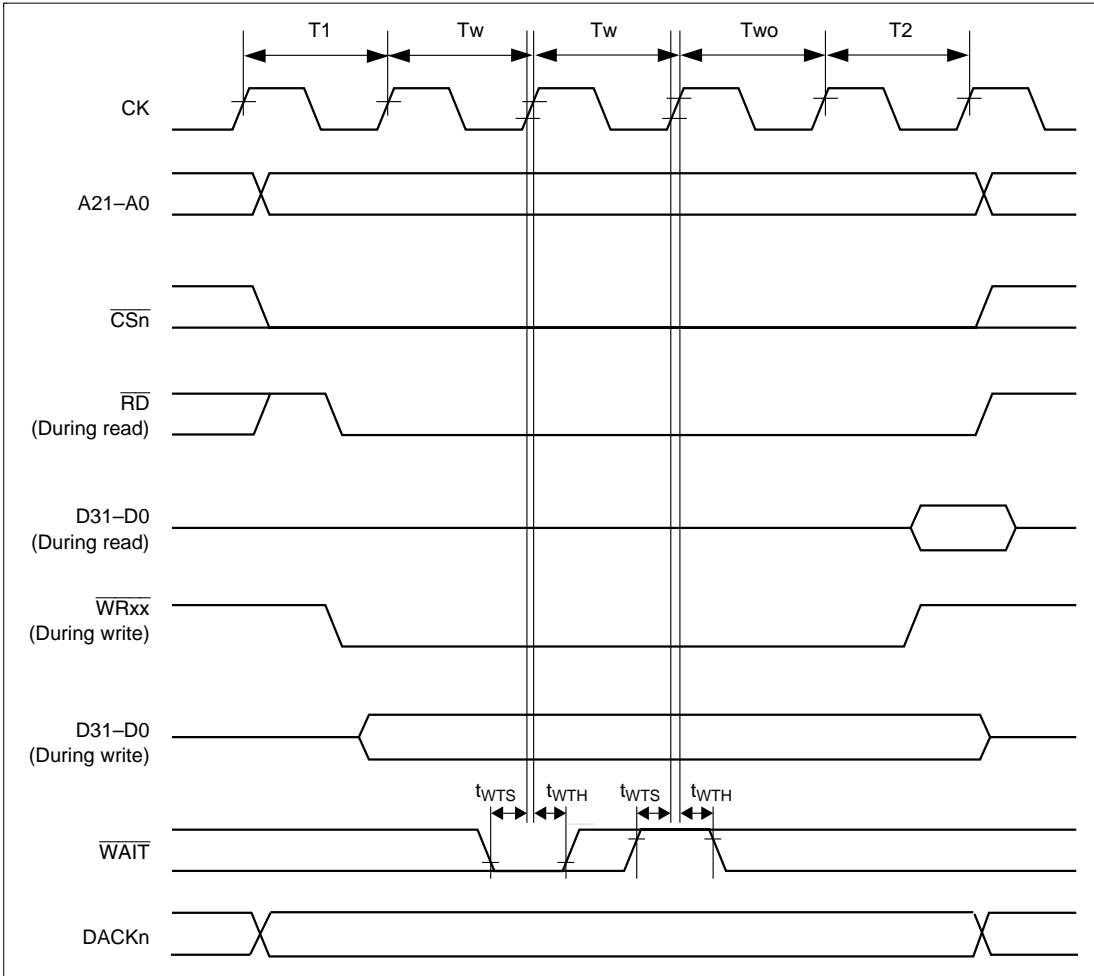 T1 Tw Tw Two T2
CK
A21–A0
CSn
RD
(During read)
D31–D0
(During read)
WRxx
(During write)
D31–D0
(During write)
tWTS tWTH tWTS tWTH
WAIT
DACKn